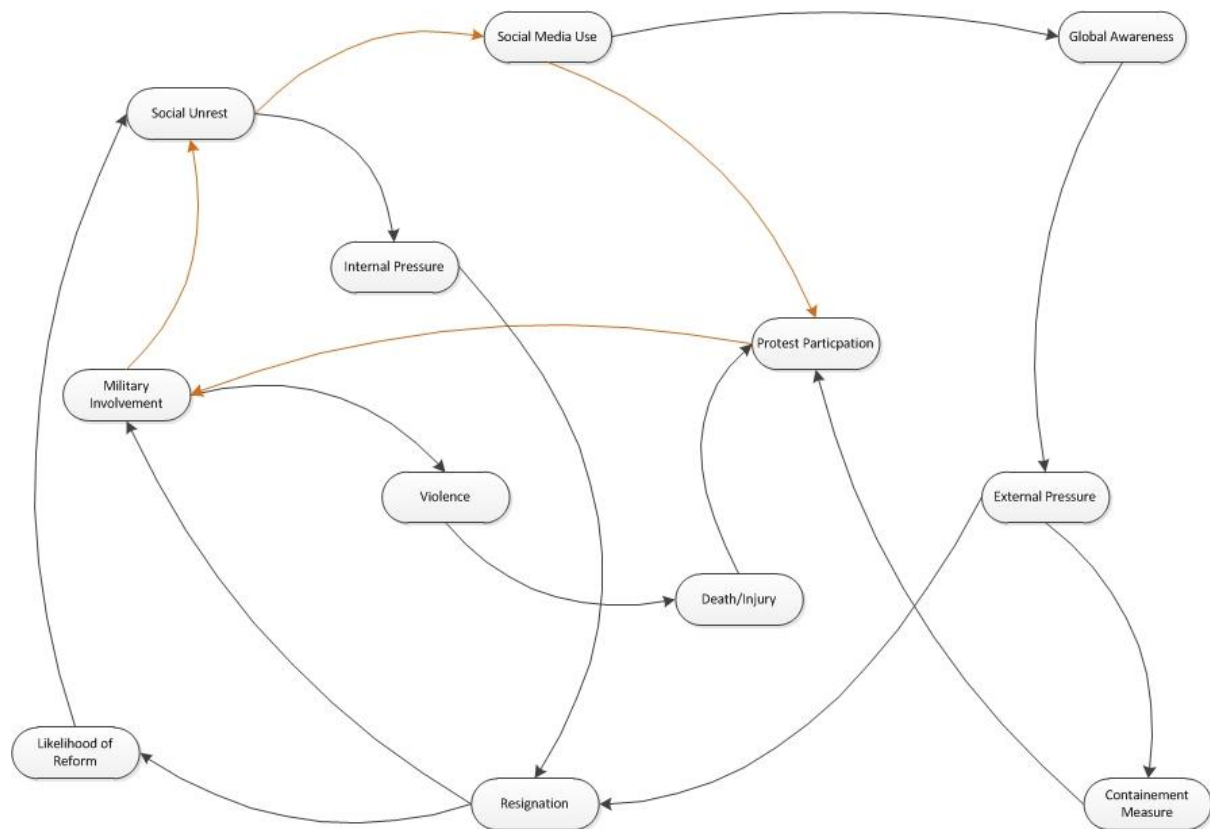 Social Media Use
Global Awareness
Social Unrest
Internal Pressure
Protest Particpation
Military
Involvement
Violence
External Pressure
Death/Injury
Likelihood of
Reform
Resignation
Containement
Measure